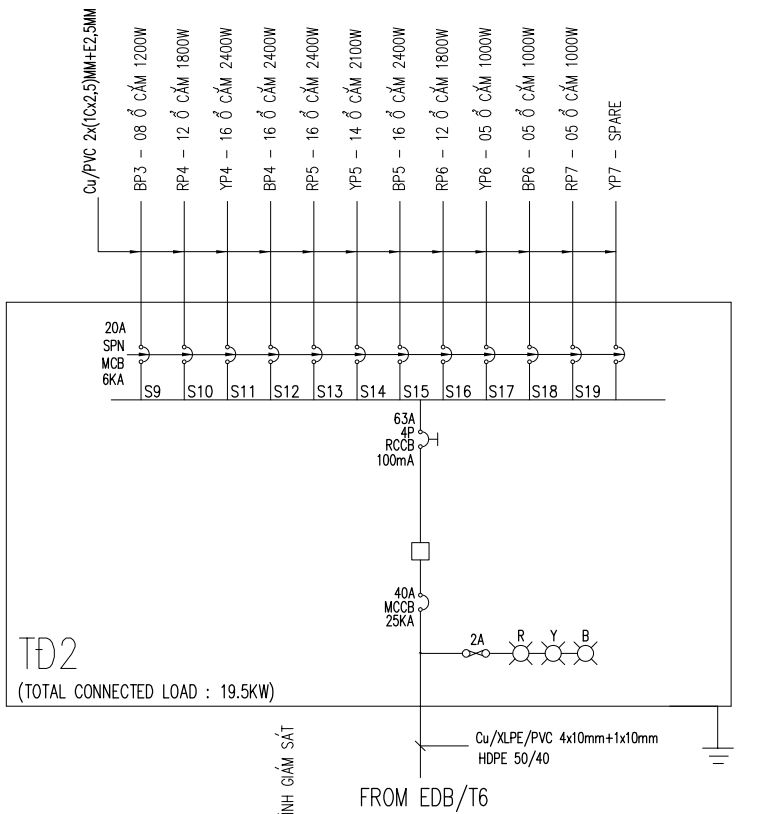 Cu/PVC 2x(1Cx2,5)MM+E2,5MM
BP3 - 08 Ổ CẮM 1200W
RP4 - 12 Ổ CẮM 1800W
YP4 - 16 Ổ CẮM 2400W
BP4 - 16 Ổ CẮM 2400W
RP5 - 16 Ổ CẮM 2400W
YP5 - 14 Ổ CẮM 2100W
BP5 - 16 Ổ CẮM 2400W
RP6 - 12 Ổ CẮM 1800W
YP6 - 05 Ổ CẮM 1000W
BP6 - 05 Ổ CẮM 1000W
RP7 - 05 Ổ CẮM 1000W
YP7 - SPARE
20A
SPN
MCB
6KA
S9 S10 S11 S12 S13 S14 S15 S16 S17 S18 S19
63A
4P
RCCB
100mA
40A
MCCB
25KA
2A R Y B
TĐ2
(TOTAL CONNECTED LOAD : 19.5KW)
Cu/XLPE/PVC 4x10mm+1x10mm
HDPE 50/40
GIÁM SÁT
FROM EDB/T6